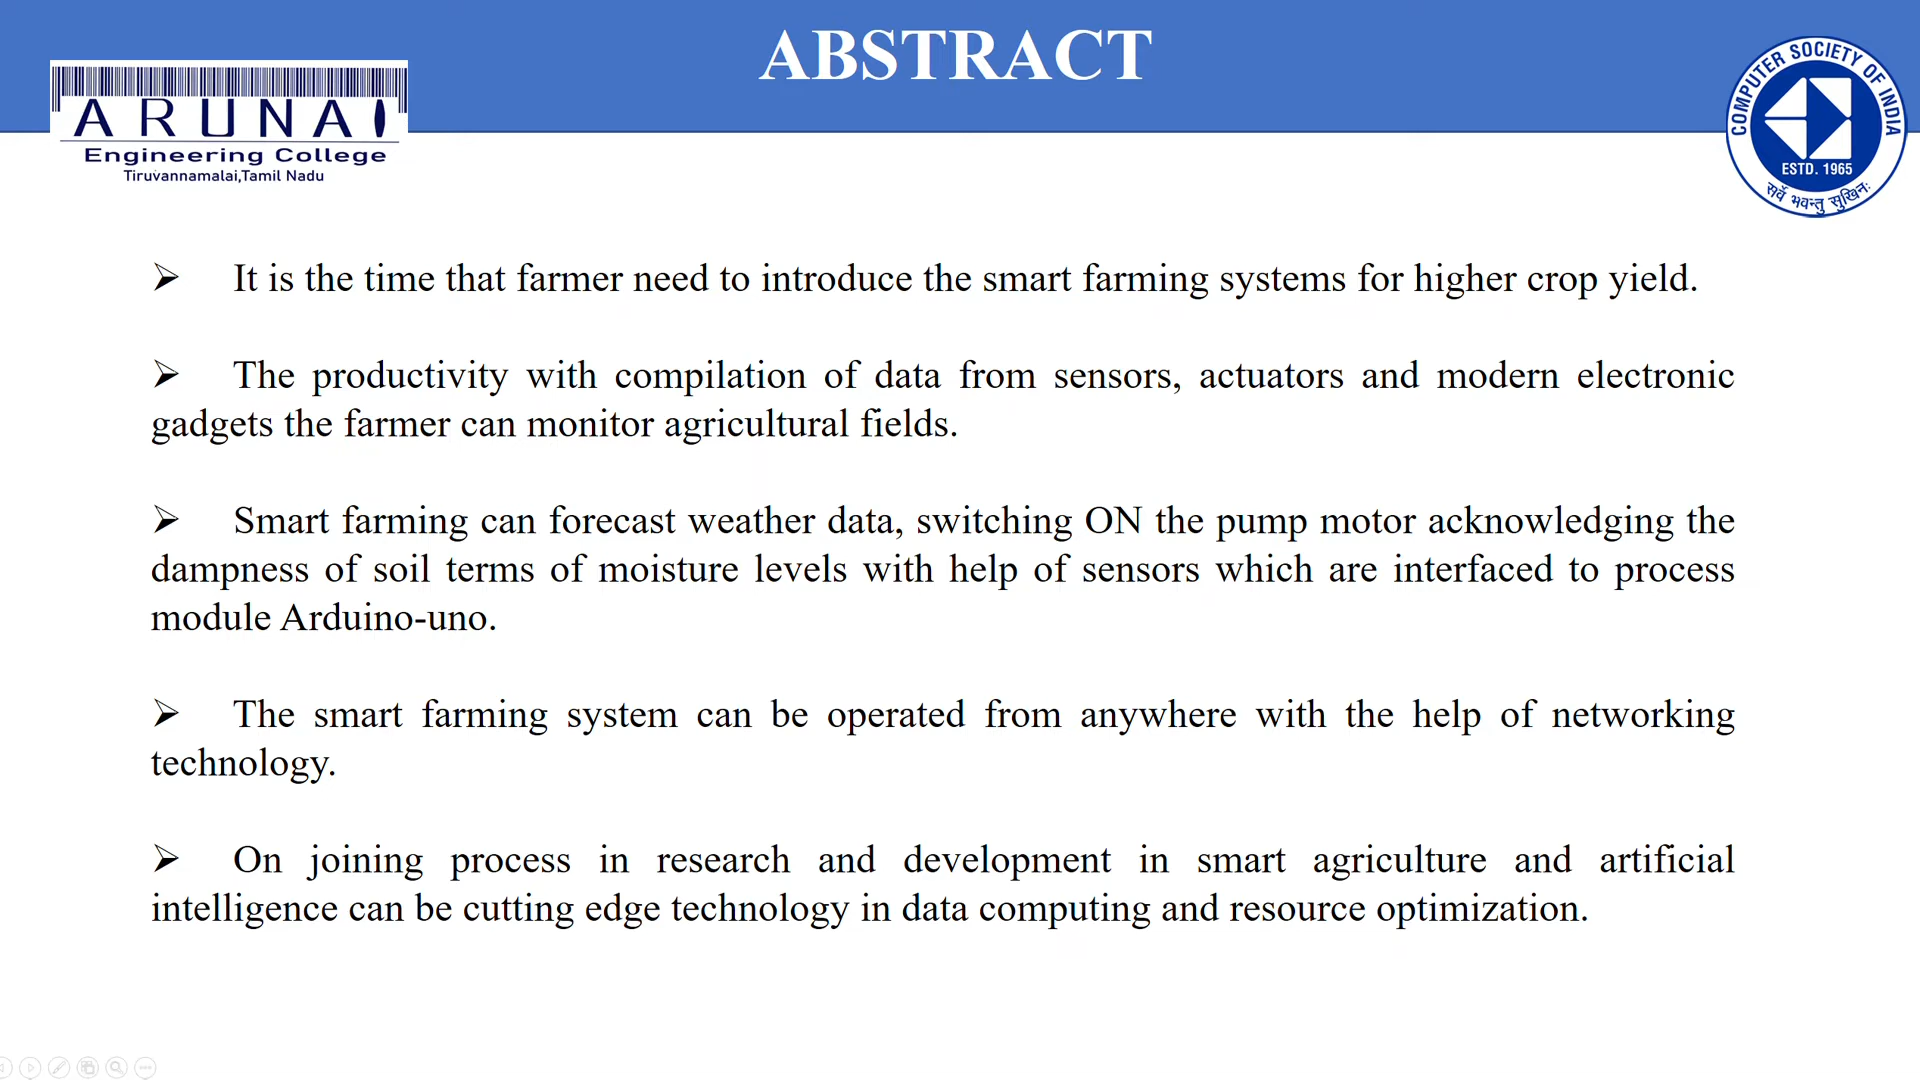 ABSTRACT
ARUNAI
Engineering College
Tiruvannamalai,Tamil Nadu
COMPUTER SOCIETY OF INDIA
ESTD. 1965
सर्वे भवन्तु सुखिनः
➢ It is the time that farmer need to introduce the smart farming systems for higher crop yield.
➢ The productivity with compilation of data from sensors, actuators and modern electronic
gadgets the farmer can monitor agricultural fields.
➢ Smart farming can forecast weather data, switching ON the pump motor acknowledging the
dampness of soil terms of moisture levels with help of sensors which are interfaced to process
module Arduino-uno.
➢ The smart farming system can be operated from anywhere with the help of networking
technology.
➢ On joining process in research and development in smart agriculture and artificial
intelligence can be cutting edge technology in data computing and resource optimization.